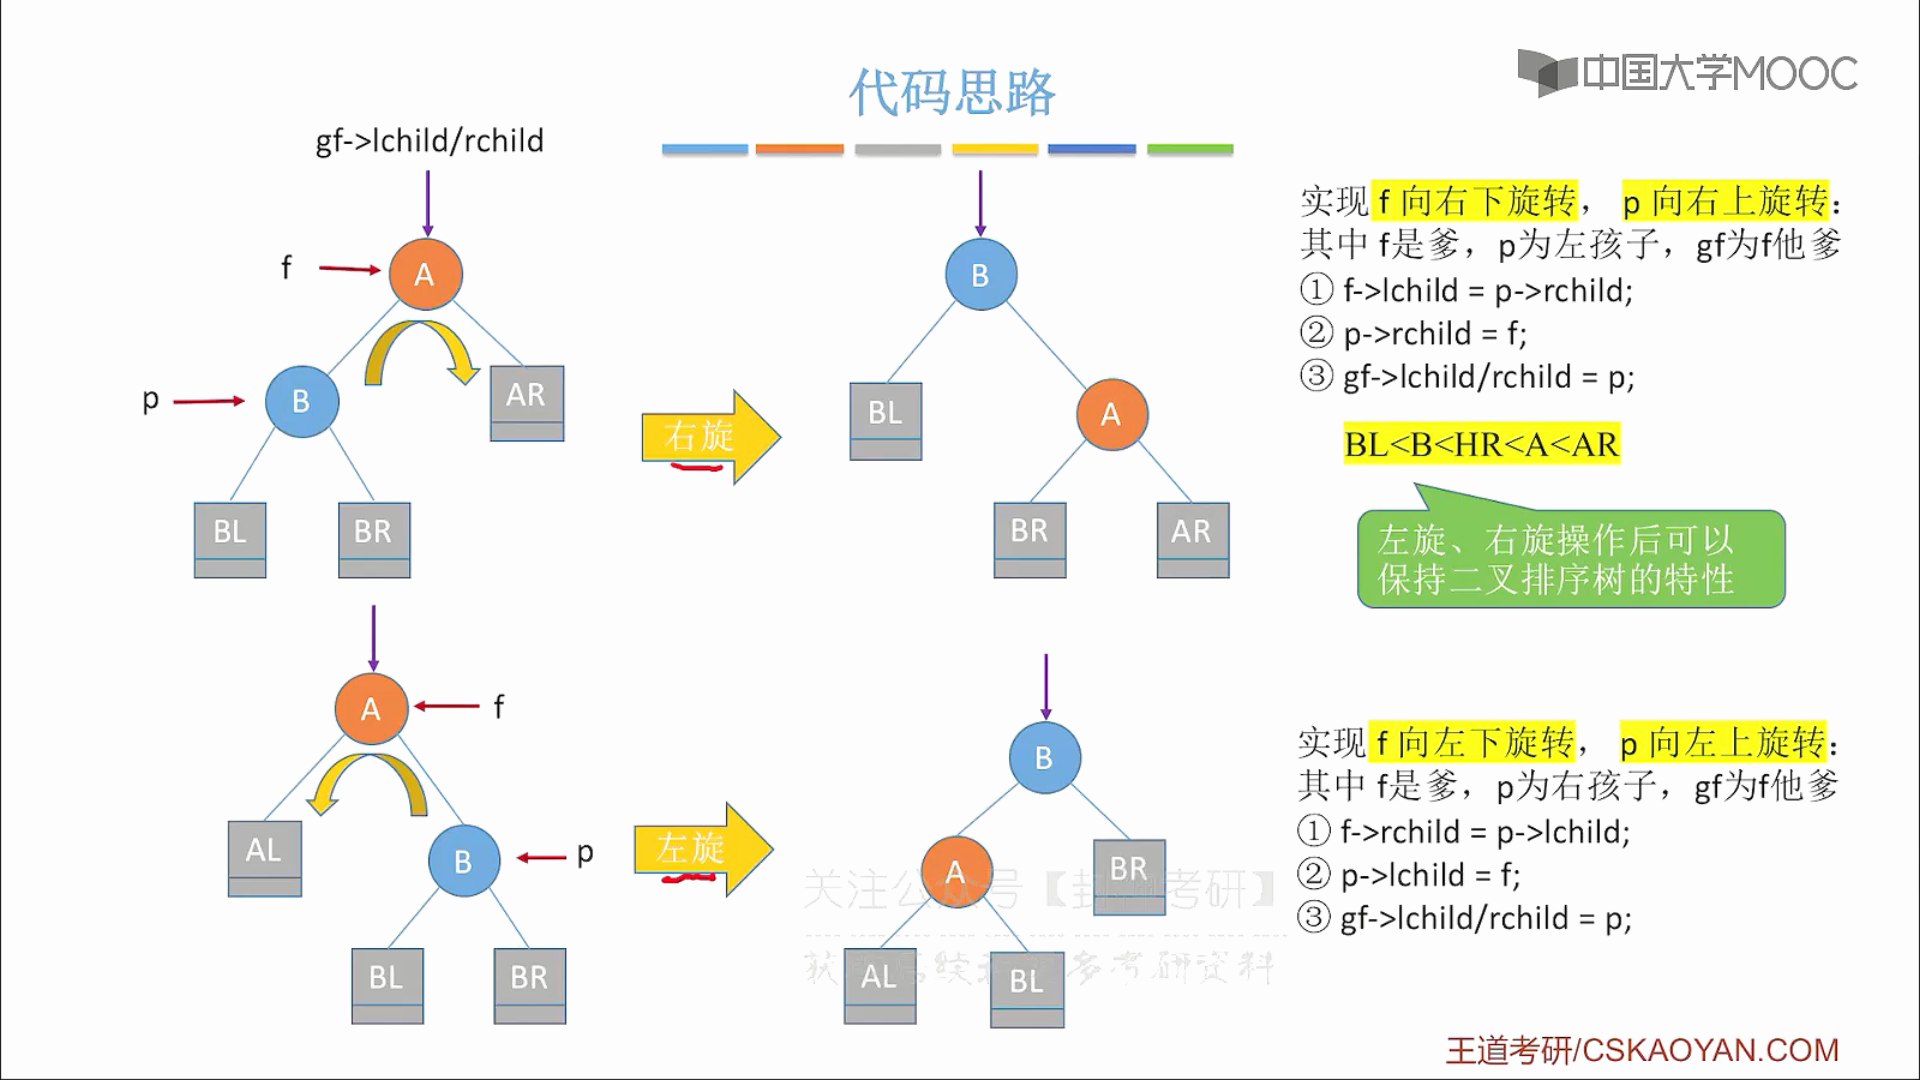 中国大学MOOC
代码思路
gf->lchild/rchild
f
A
p
B
AR
BL
BR
右旋
B
BL
A
BR
AR
实现 f 向右下旋转， p 向右上旋转：
其中 f是爹，p为左孩子，gf为f他爹
① f->lchild = p->rchild;
② p->rchild = f;
③ gf->lchild/rchild = p;
BL<B<HR<A<AR
左旋、右旋操作后可以
保持二叉排序树的特性
A
f
AL
B
p
BL
BR
左旋
B
A
BR
AL
BL
实现 f 向左下旋转， p 向左上旋转：
其中 f是爹，p为右孩子，gf为f他爹
① f->rchild = p->lchild;
② p->lchild = f;
③ gf->lchild/rchild = p;
关注公众号【 考研】
多考研资料
王道考研/CSKAOYAN.COM